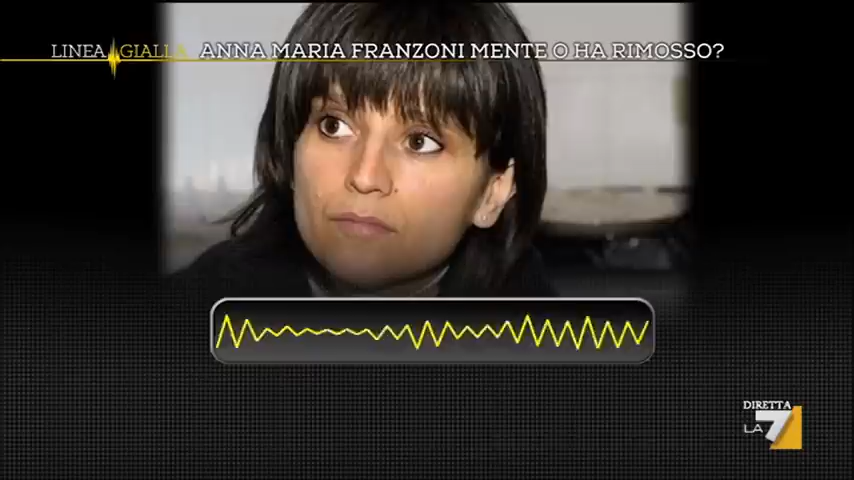 LINEA GIALLA ANNA MARIA FRANZONI MENTE O HA RIMOSSO?
DIRETTA
LA 7